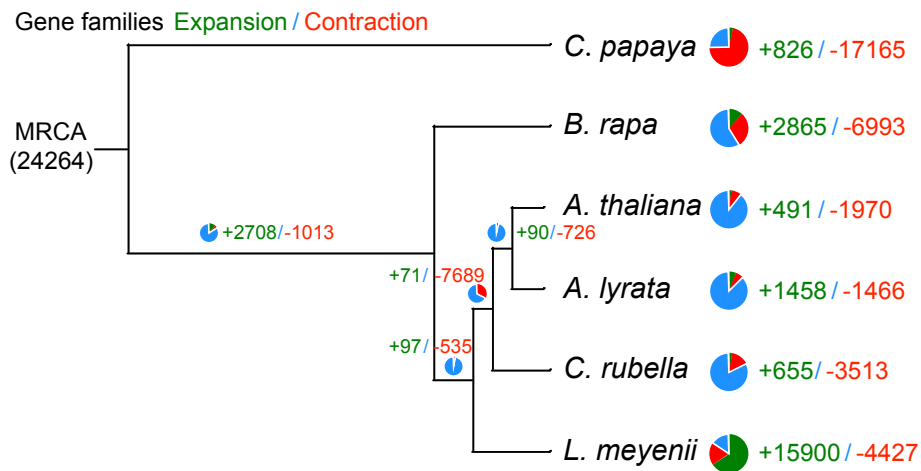 Gene families Expansion / Contraction
C. papaya +826 / -17165
MRCA
(24264)
B. rapa +2865 / -6993
A. thaliana +491 / -1970
+2708/-1013
+90/-726
+71/ -7689
A. lyrata +1458 / -1466
+97/ -535
C. rubella +655/ -3513
L. meyenii +15900/ -4427